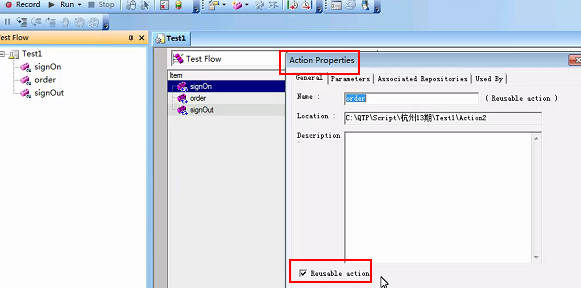 Record Run Stop
est Flow
Test1
signOn
order
signOut
Test1
Test Flow
Item
signOn
order
signOut
Action Properties
General Parameters Associated Repositories Used By
Name : order ( Reusable action )
Location : C:\QTP\Script\杭州13期\Test1\Action2
Description :
Reusable action